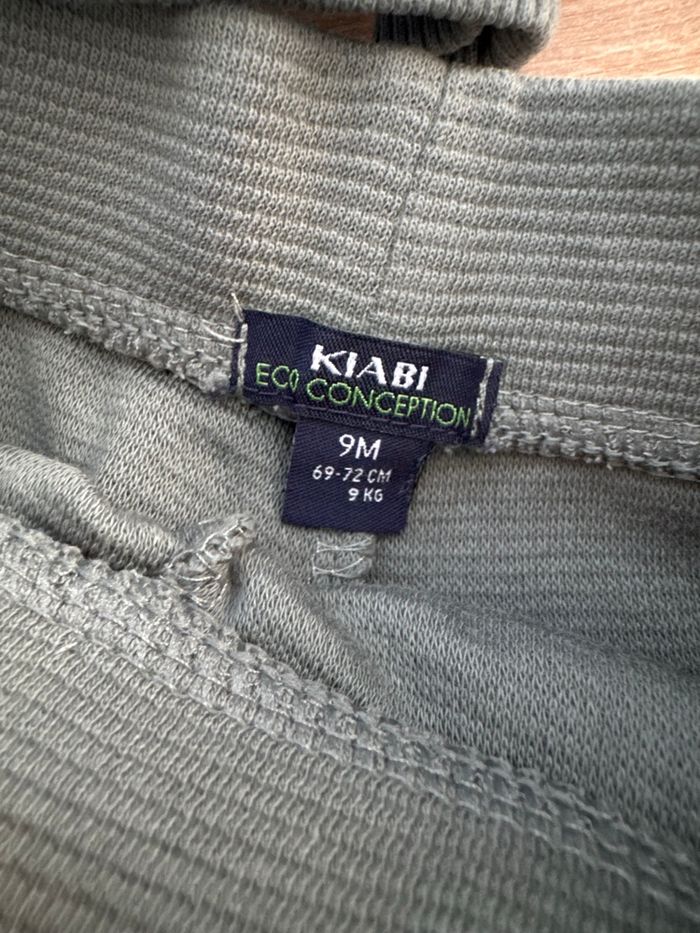 KIABI
ECO CONCEPTION
9M
69-72 CM
9 KG